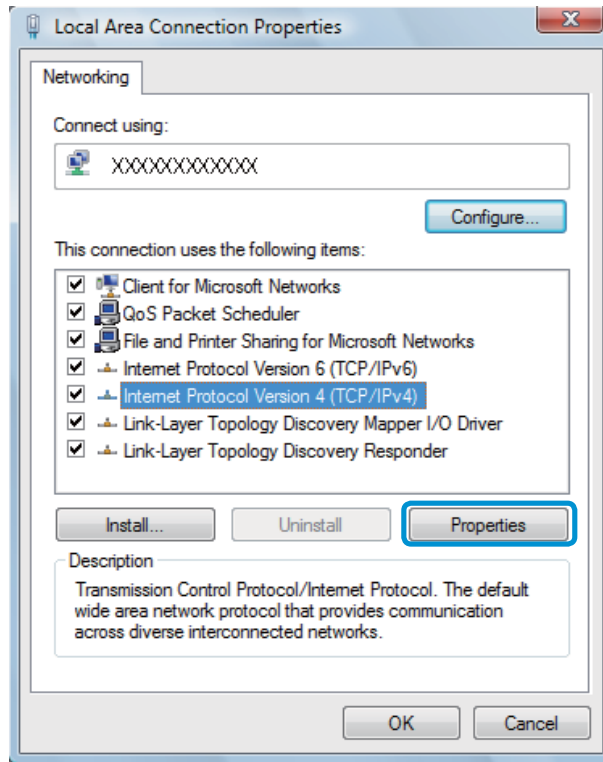 Local Area Connection Properties
Networking
Connect using:
XXXXXXXXXXXX
Configure...
This connection uses the following items:
Client for Microsoft Networks
QoS Packet Scheduler
File and Printer Sharing for Microsoft Networks
Internet Protocol Version 6 (TCP/IPv6)
Internet Protocol Version 4 (TCP/IPv4)
Link-Layer Topology Discovery Mapper I/O Driver
Link-Layer Topology Discovery Responder
Install... Uninstall Properties
Description
Transmission Control Protocol/Internet Protocol. The default
wide area network protocol that provides communication
across diverse interconnected networks.
OK Cancel